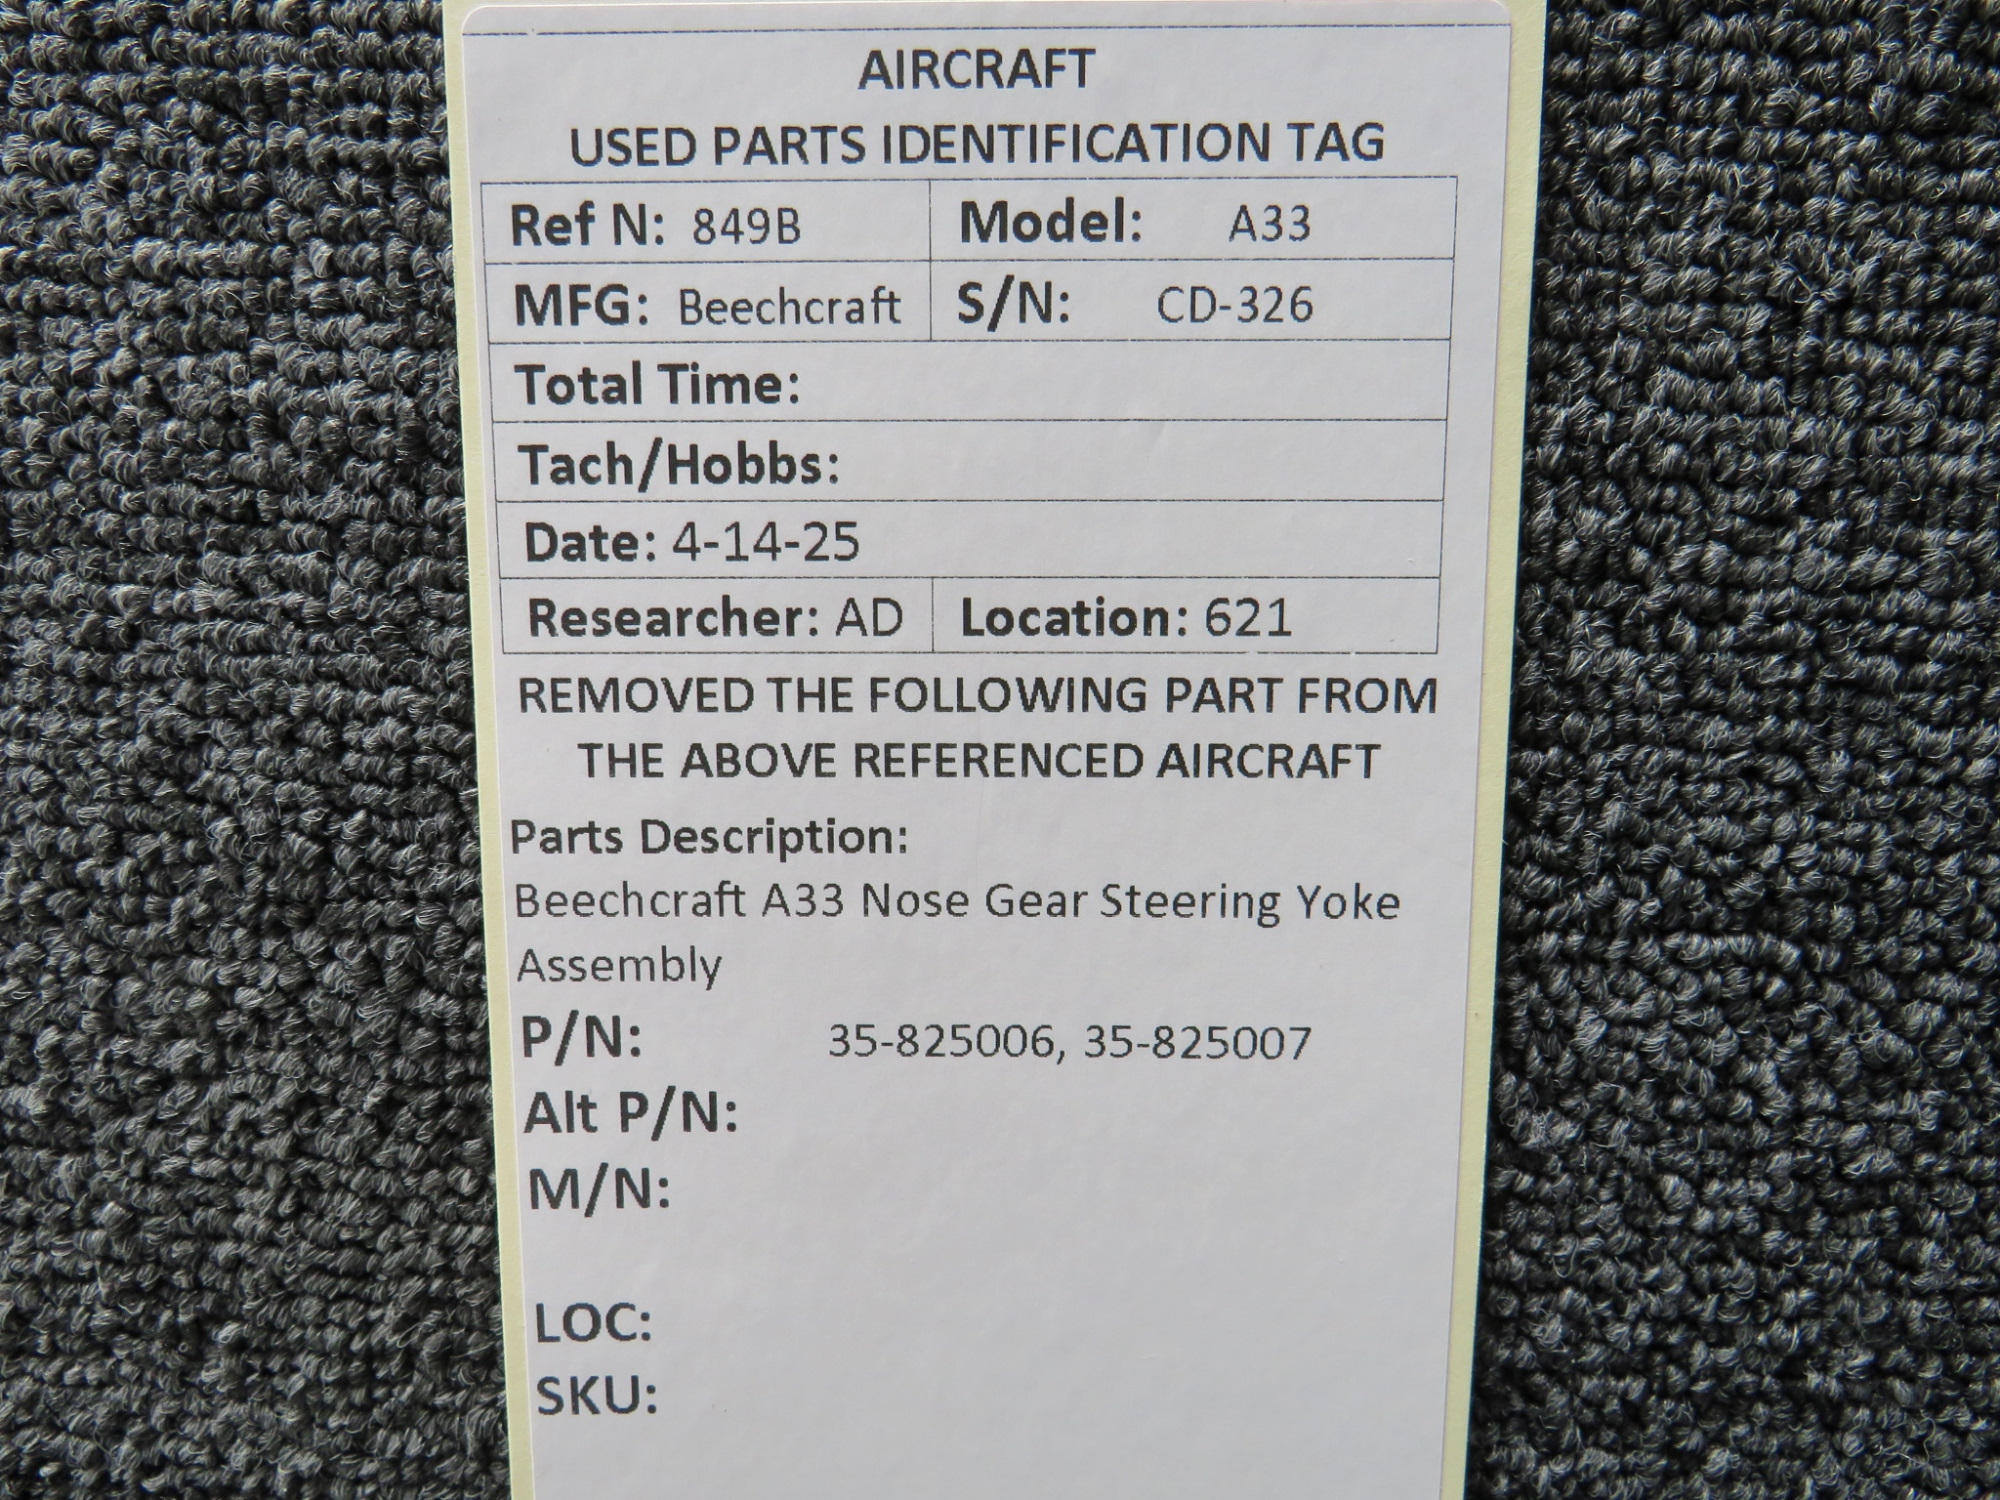 AIRCRAFT
USED PARTS IDENTIFICATION TAG
Ref N: 849B Model: A33
MFG: Beechcraft S/N: CD-326
Total Time:
Tach/Hobbs:
Date: 4-14-25
Researcher: AD Location: 621
REMOVED THE FOLLOWING PART FROM
THE ABOVE REFERENCED AIRCRAFT
Parts Description:
Beechcraft A33 Nose Gear Steering Yoke
Assembly
P/N: 35-825006, 35-825007
Alt P/N:
M/N:
LOC:
SKU: